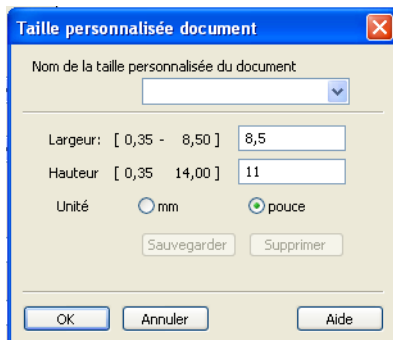 Taille personnalisée document
Nom de la taille personnalisée du document
Largeur: [ 0,35 - 8,50 ] 8,5
Hauteur [ 0,35 14,00 ] 11
Unité mm pouce
Sauvegarder Supprimer
OK Annuler Aide